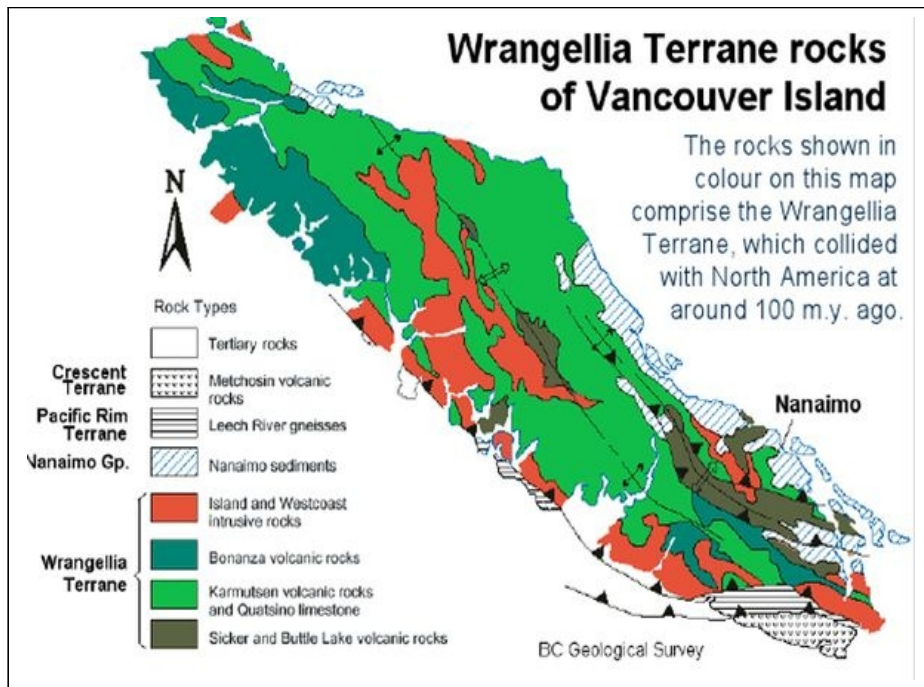 Wrangellia Terrane rocks
of Vancouver Island
The rocks shown in
colour on this map
comprise the Wrangellia
Terrane, which collided
with North America at
around 100 m.y. ago.
N
Rock Types
Tertiary rocks
Crescent
Terrane
Metchosin volcanic
rocks
Pacific Rim
Terrane
Leech River gneisses
Nanaimo Gp.
Nanaimo sediments
Wrangellia
Terrane
Island and Westcoast
intrusive rocks
Bonanza volcanic rocks
Karmutsen volcanic rocks
and Quatsino limestone
Sicker and Buttle Lake volcanic rocks
Nanaimo
BC Geological Survey